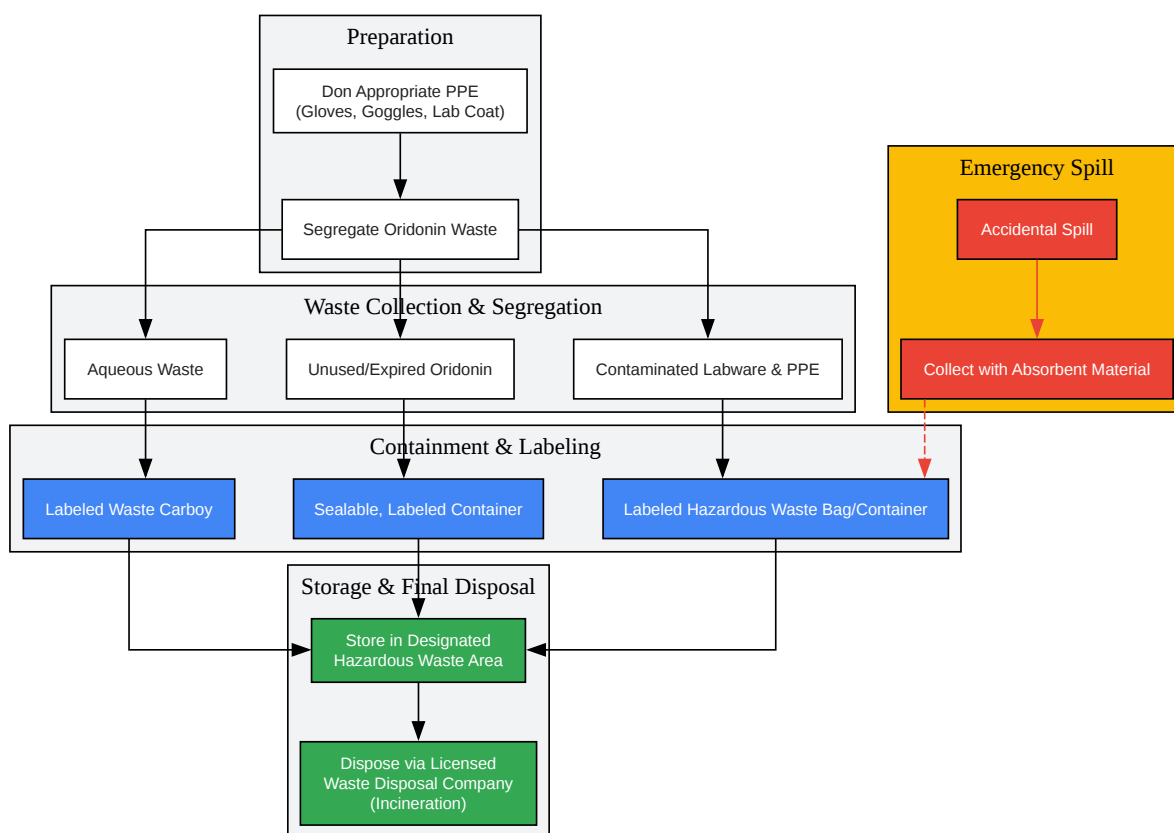 Preparation
Don Appropriate PPE
(Gloves, Goggles, Lab Coat)
Segregate Oridonin Waste
Emergency Spill
Accidental Spill
Collect with Absorbent Material
Waste Collection & Segregation
Aqueous Waste
Unused/Expired Oridonin
Contaminated Labware & PPE
Containment & Labeling
Labeled Waste Carboy
Sealable, Labeled Container
Labeled Hazardous Waste Bag/Container
Storage & Final Disposal
Store in Designated
Hazardous Waste Area
Dispose via Licensed
Waste Disposal Company
(Incineration)